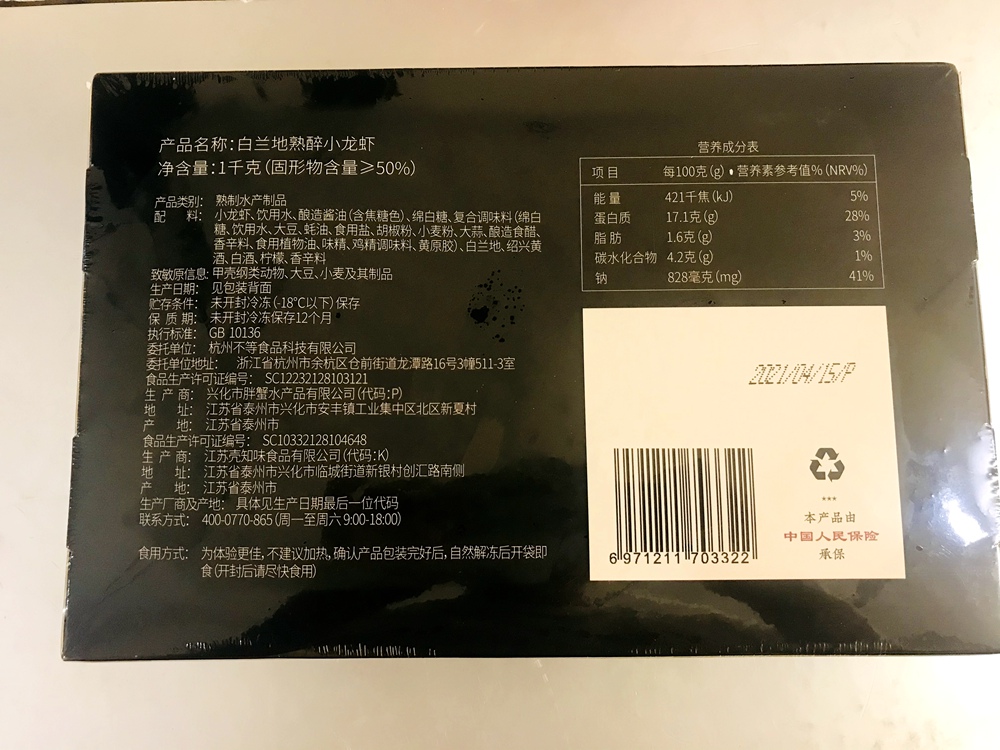 产品名称:白兰地熟醉小龙虾
净含量:1千克(固形物含量≥50%)
产品类别: 熟制水产制品
配 料: 小龙虾、饮用水、酿造酱油(含焦糖色)、绵白糖、复合调味料(绵白
糖、饮用水、大豆、蚝油、食用盐、胡椒粉、小麦粉、大蒜、酿造食醋、
香辛料、食用植物油、味精、鸡精调味料、黄原胶)、白兰地、绍兴黄
酒、白酒、柠檬、香辛料
致敏原信息: 甲壳纲类动物、大豆、小麦及其制品
生产日期: 见包装背面
贮存条件: 未开封冷冻(-18℃以下)保存
保 质 期: 未开封冷冻保存12个月
执行标准: GB 10136
委托单位: 杭州不等食品科技有限公司
委托单位地址: 浙江省杭州市余杭区仓前街道龙潭路16号3幢511-3室
食品生产许可证编号: SC12232128103121
生 产 商: 兴化市胖蟹水产品有限公司(代码:P)
地 址: 江苏省泰州市兴化市安丰镇工业集中区北区新夏村
产 地: 江苏省泰州市
食品生产许可证编号: SC10332128104648
生 产 商: 江苏壳知味食品有限公司(代码:K)
地 址: 江苏省泰州市兴化市临城街道新银村创汇路南侧
产 地: 江苏省泰州市
生产厂商及产地: 具体见生产日期最后一位代码
联系方式: 400-0770-865(周一至周六 9:00-18:00)
食用方式: 为体验更佳,不建议加热,确认产品包装完好后,自然解冻后开袋即
食(开封后请尽快食用)
营养成分表
项目 每100克(g)•营养素参考值%(NRV%)
能量 421千焦(kJ) 5%
蛋白质 17.1克(g) 28%
脂肪 1.6克(g) 3%
碳水化合物 4.2克(g) 1%
钠 828毫克(mg) 41%
2021/04/15/P
6 971211 703322
***
本产品由
中国人民保险
承保